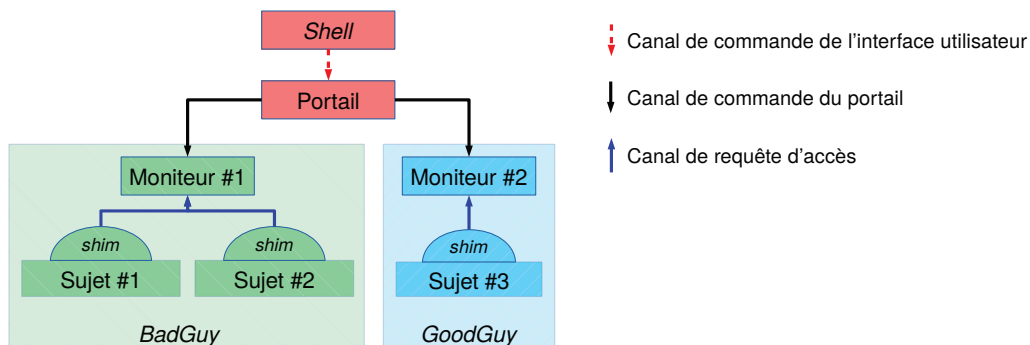 Shell
Portail
Moniteur #1
Moniteur #2
shim
shim
shim
Sujet #1
Sujet #2
Sujet #3
BadGuy
GoodGuy
Canal de commande de l'interface utilisateur
Canal de commande du portail
Canal de requête d'accès